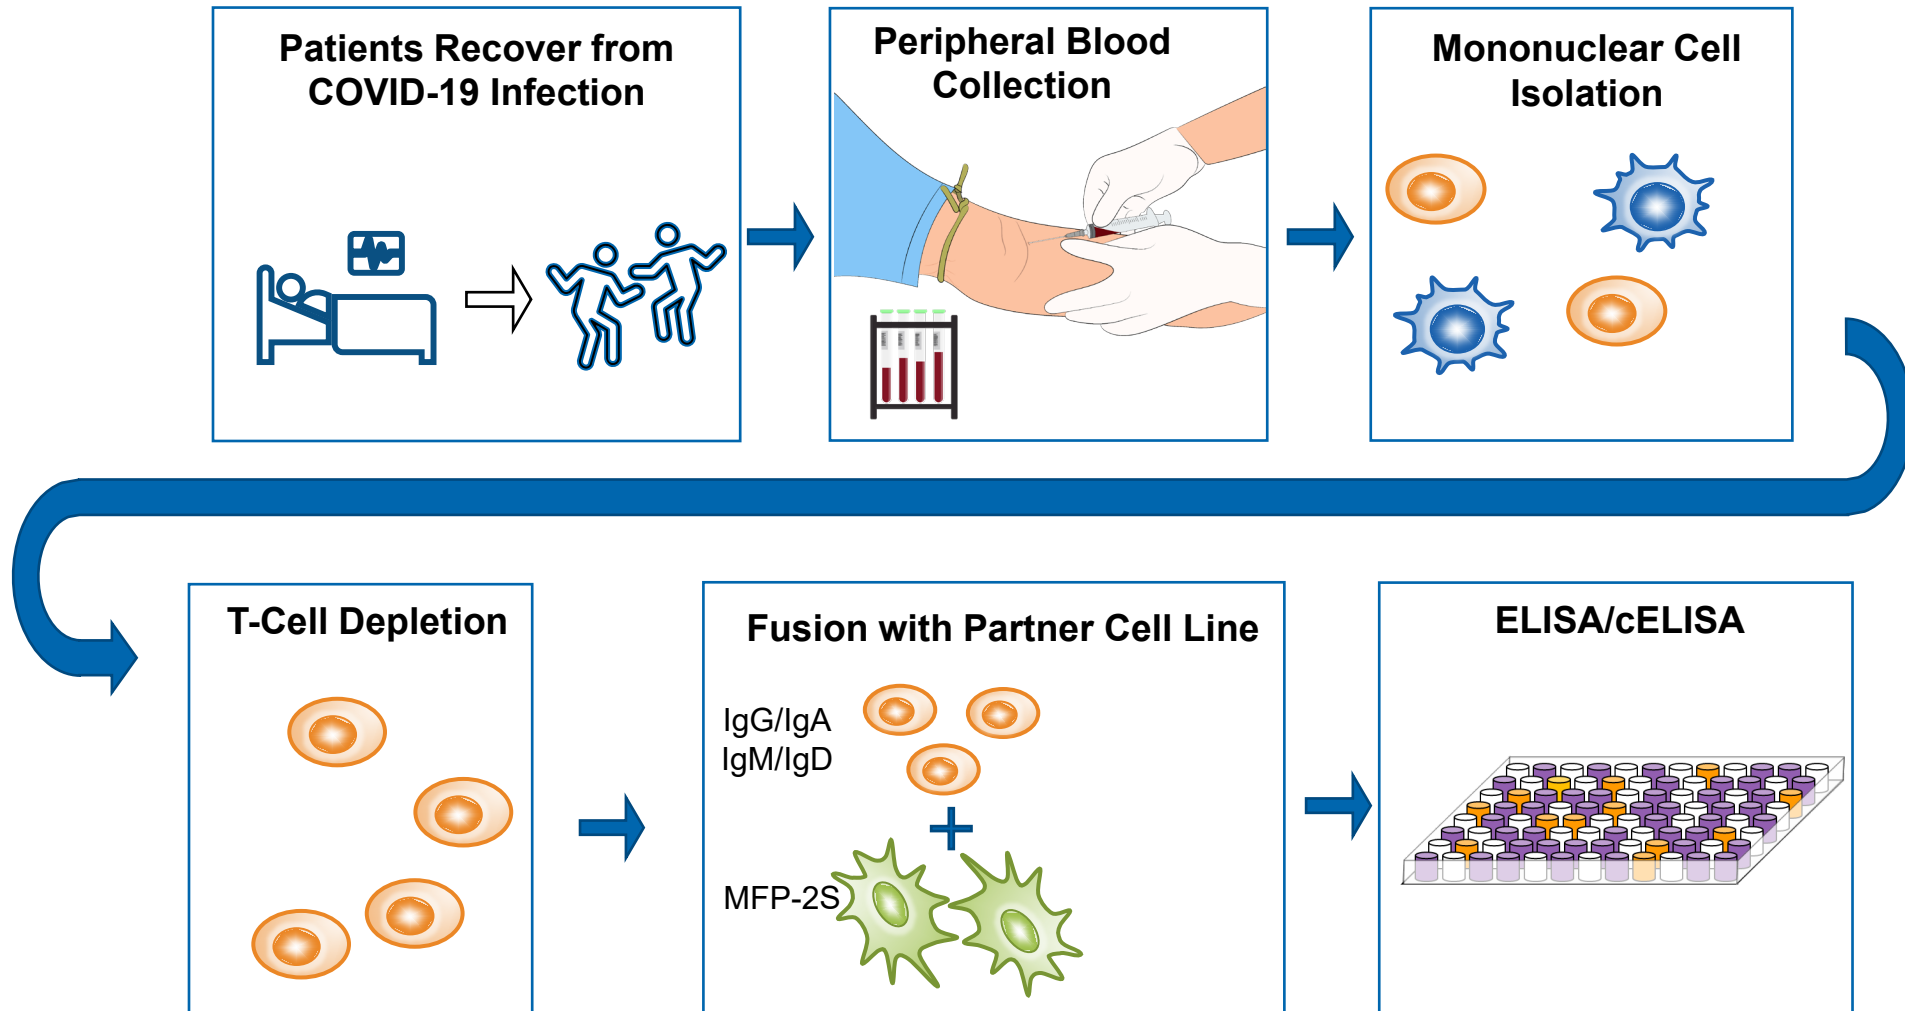 Patients Recover from
COVID-19 Infection
Peripheral Blood
Collection
Mononuclear Cell
Isolation
T-Cell Depletion
Fusion with Partner Cell Line
IgG/IgA
IgM/IgD
MFP-2S
ELISA/cELISA